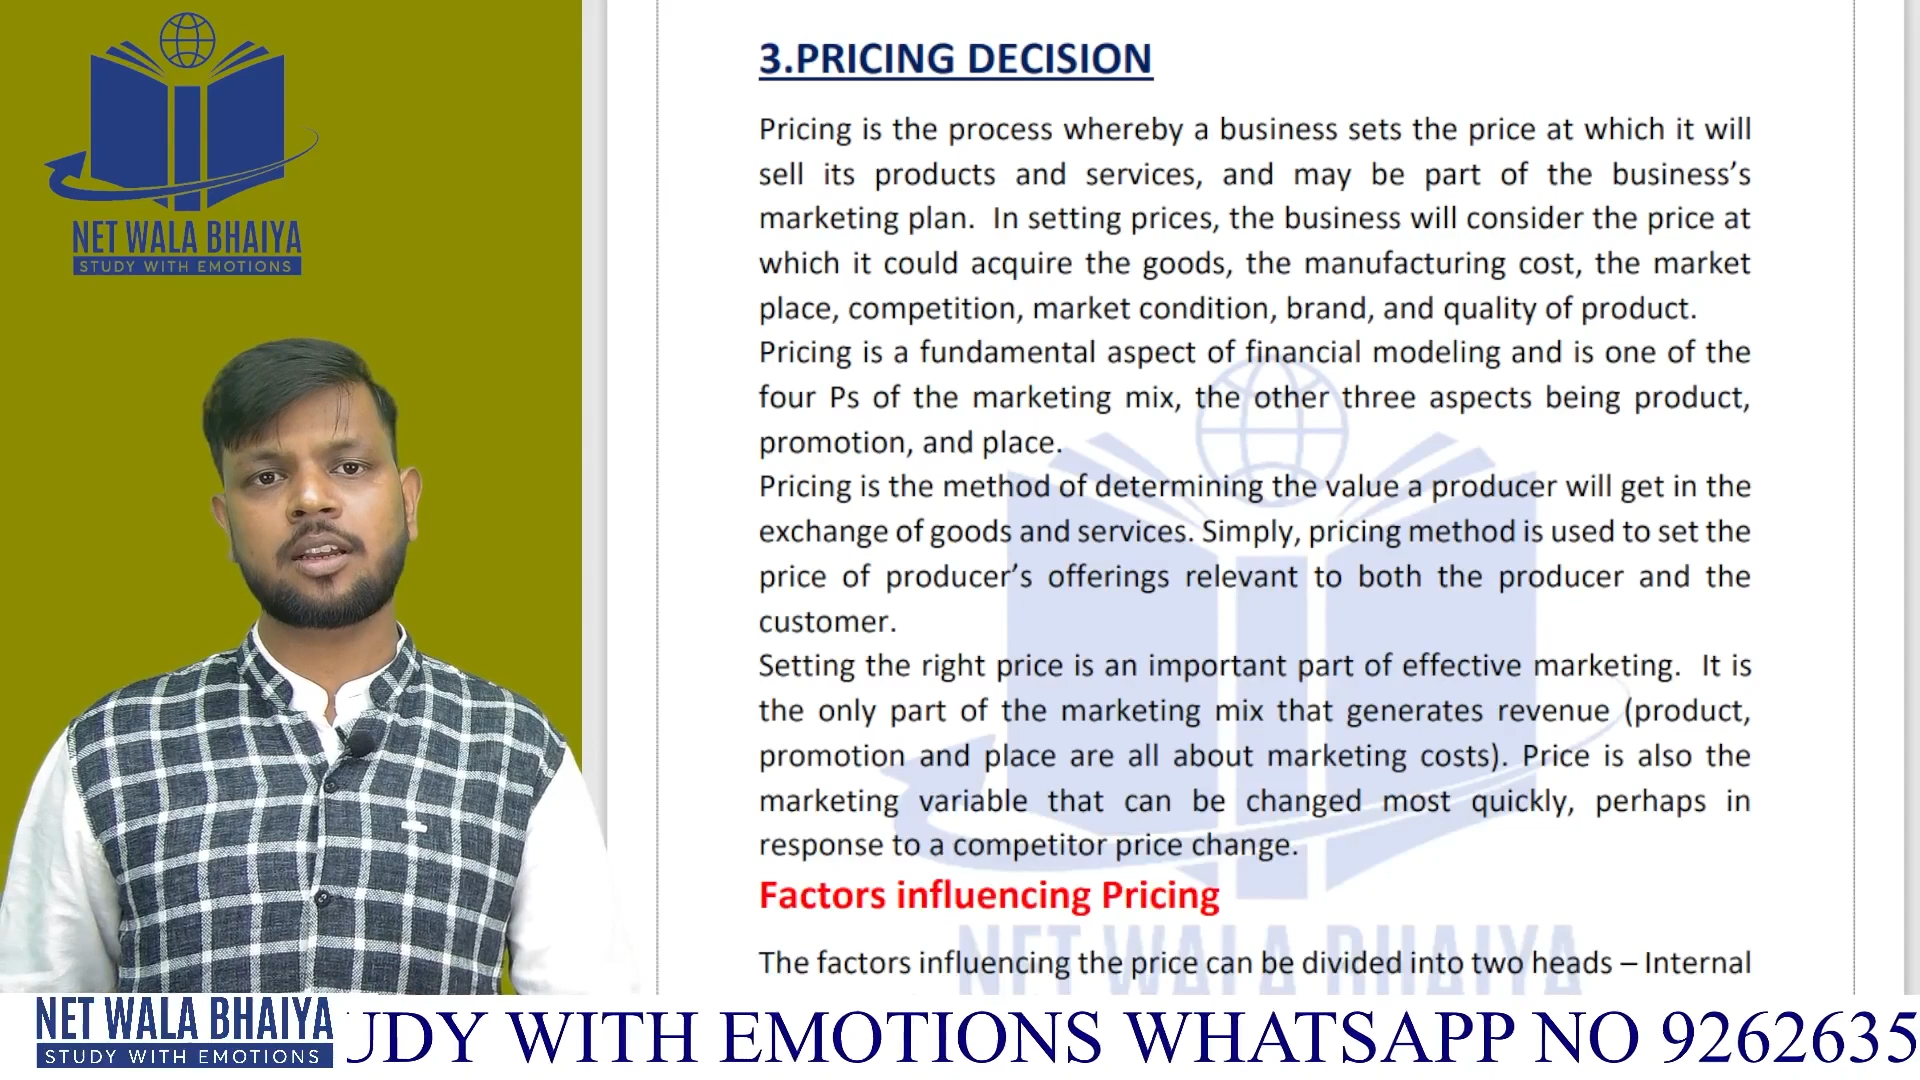 NET WALA BHAIYA
STUDY WITH EMOTIONS
3.PRICING DECISION
Pricing is the process whereby a business sets the price at which it will
sell its products and services, and may be part of the business’s
marketing plan. In setting prices, the business will consider the price at
which it could acquire the goods, the manufacturing cost, the market
place, competition, market condition, brand, and quality of product.
Pricing is a fundamental aspect of financial modeling and is one of the
four Ps of the marketing mix, the other three aspects being product,
promotion, and place.
Pricing is the method of determining the value a producer will get in the
exchange of goods and services. Simply, pricing method is used to set the
price of producer’s offerings relevant to both the producer and the
customer.
Setting the right price is an important part of effective marketing. It is
the only part of the marketing mix that generates revenue (product,
promotion and place are all about marketing costs). Price is also the
marketing variable that can be changed most quickly, perhaps in
response to a competitor price change.
Factors influencing Pricing
NET WALA BHAIYA
The factors influencing the price can be divided into two heads – Internal
NET WALA BHAIYA
STUDY WITH EMOTIONS
UDY WITH EMOTIONS WHATSAPP NO 9262635